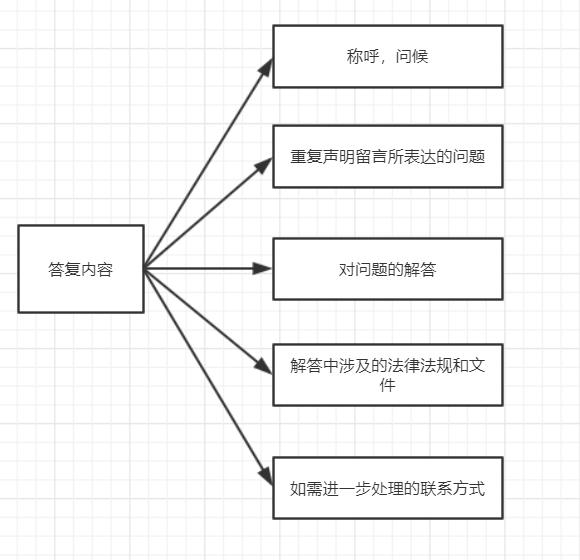 称呼，问候
重复声明留言所表达的问题
答复内容
对问题的解答
解答中涉及的法律法规和文
件
如需进一步处理的联系方式